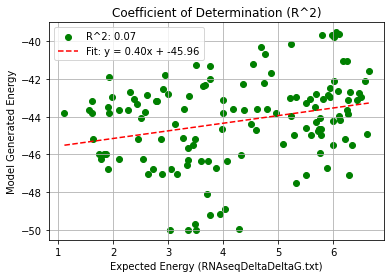 Coefficient of Determination (R^2)
R^2: 0.07
Fit: y = 0.40x + -45.96
Model Generated Energy
−40
−42
−44
−46
−48
−50
1 2 3 4 5 6
Expected Energy (RNAseqDeltaDeltaG.txt)